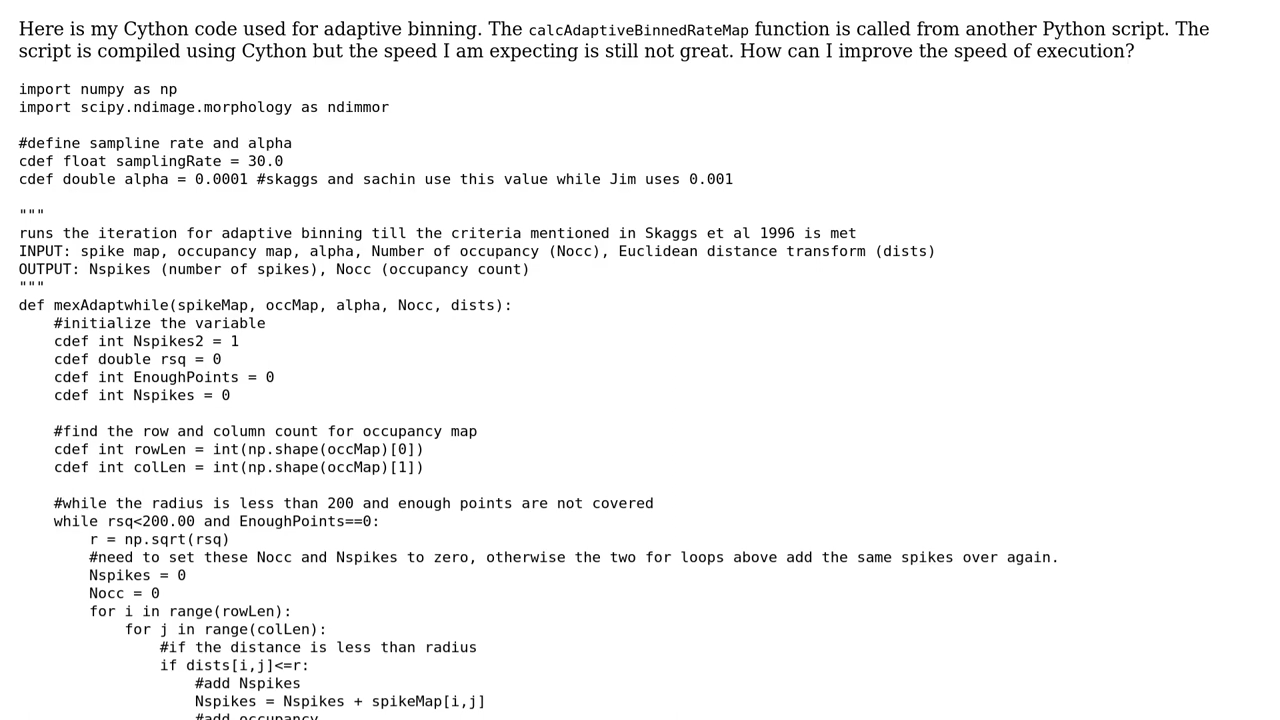 Here is my Cython code used for adaptive binning. The calcAdaptiveBinnedRateMap function is called from another Python script. The
script is compiled using Cython but the speed I am expecting is still not great. How can I improve the speed of execution?
import numpy as np
import scipy.ndimage.morphology as ndimmor
#define sampline rate and alpha
cdef float samplingRate = 30.0
cdef double alpha = 0.0001 #skaggs and sachin use this value while Jim uses 0.001
"""
runs the iteration for adaptive binning till the criteria mentioned in Skaggs et al 1996 is met
INPUT: spike map, occupancy map, alpha, Number of occupancy (Nocc), Euclidean distance transform (dists)
OUTPUT: Nspikes (number of spikes), Nocc (occupancy count)
"""
def mexAdaptwhile(spikeMap, occMap, alpha, Nocc, dists):
    #initialize the variable
    cdef int Nspikes2 = 1
    cdef double rsq = 0
    cdef int EnoughPoints = 0
    cdef int Nspikes = 0
    #find the row and column count for occupancy map
    cdef int rowLen = int(np.shape(occMap)[0])
    cdef int colLen = int(np.shape(occMap)[1])
    #while the radius is less than 200 and enough points are not covered
    while rsq<200.00 and EnoughPoints==0:
        r = np.sqrt(rsq)
        #need to set these Nocc and Nspikes to zero, otherwise the two for loops above add the same spikes over again.
        Nspikes = 0
        Nocc = 0
        for i in range(rowLen):
            for j in range(colLen):
                #if the distance is less than radius
                if dists[i,j]<=r:
                    #add Nspikes
                    Nspikes = Nspikes + spikeMap[i,j]
                    #add occupancy